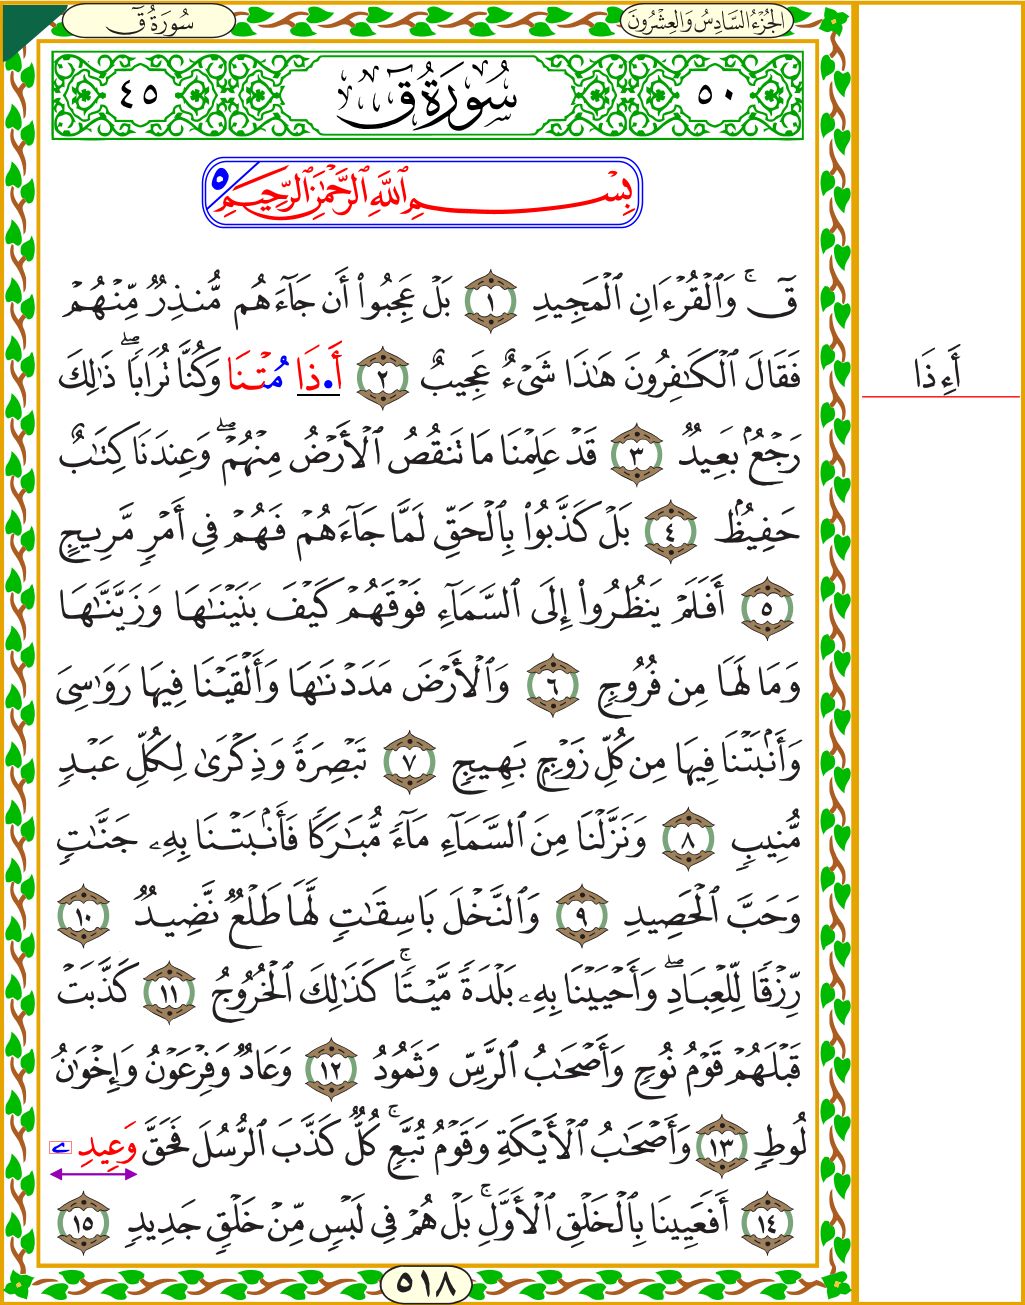 سُورَةُ قٓ
الجُزْءُ السَّادِسُ وَالعِشْرُونَ
٥٠ سُورَةُ قٓ ٤٥
بِسْمِ ٱللَّهِ ٱلرَّحْمَٰنِ ٱلرَّحِيمِ ٥
قٓۚ وَٱلْقُرْءَانِ ٱلْمَجِيدِ ١ بَلْ عَجِبُوٓا۟ أَن جَآءَهُم مُّنذِرٌ مِّنْهُمْ
فَقَالَ ٱلْكَٰفِرُونَ هَٰذَا شَىْءٌ عَجِيبٌ ٢ أَ•ذَا مُتْنَا وَكُنَّا تُرَابًاۖ ذَٰلِكَ
أَءِذَا
رَجْعٌۢ بَعِيدٌ ٣ قَدْ عَلِمْنَا مَا تَنقُصُ ٱلْأَرْضُ مِنْهُمْۖ وَعِندَنَا كِتَٰبٌ
حَفِيظٌۢ ٤ بَلْ كَذَّبُوا۟ بِٱلْحَقِّ لَمَّا جَآءَهُمْ فَهُمْ فِىٓ أَمْرٍ مَّرِيجٍ
٥ أَفَلَمْ يَنظُرُوٓا۟ إِلَى ٱلسَّمَآءِ فَوْقَهُمْ كَيْفَ بَنَيْنَٰهَا وَزَيَّنَّٰهَا
وَمَا لَهَا مِن فُرُوجٍ ٦ وَٱلْأَرْضَ مَدَدْنَٰهَا وَأَلْقَيْنَا فِيهَا رَوَٰسِىَ
وَأَنۢبَتْنَا فِيهَا مِن كُلِّ زَوْجٍۭ بَهِيجٍ ٧ تَبْصِرَةً وَذِكْرَىٰ لِكُلِّ عَبْدٍ
مُّنِيبٍ ٨ وَنَزَّلْنَا مِنَ ٱلسَّمَآءِ مَآءً مُّبَٰرَكًا فَأَنۢبَتْنَا بِهِۦ جَنَّٰتٍ
وَحَبَّ ٱلْحَصِيدِ ٩ وَٱلنَّخْلَ بَاسِقَٰتٍ لَّهَا طَلْعٌ نَّضِيدٌ ١٠
رِّزْقًا لِّلْعِبَادِۖ وَأَحْيَيْنَا بِهِۦ بَلْدَةً مَّيْتًاۚ كَذَٰلِكَ ٱلْخُرُوجُ ١١ كَذَّبَتْ
قَبْلَهُمْ قَوْمُ نُوحٍ وَأَصْحَٰبُ ٱلرَّسِّ وَثَمُودُ ١٢ وَعَادٌ وَفِرْعَوْنُ وَإِخْوَٰنُ
لُوطٍ ١٣ وَأَصْحَٰبُ ٱلْأَيْكَةِ وَقَوْمُ تُبَّعٍۚ كُلٌّ كَذَّبَ ٱلرُّسُلَ فَحَقَّ وَعِيدِ ے
١٤ أَفَعَيِينَا بِٱلْخَلْقِ ٱلْأَوَّلِۚ بَلْ هُمْ فِى لَبْسٍ مِّنْ خَلْقٍ جَدِيدٍ ١٥
٥١٨